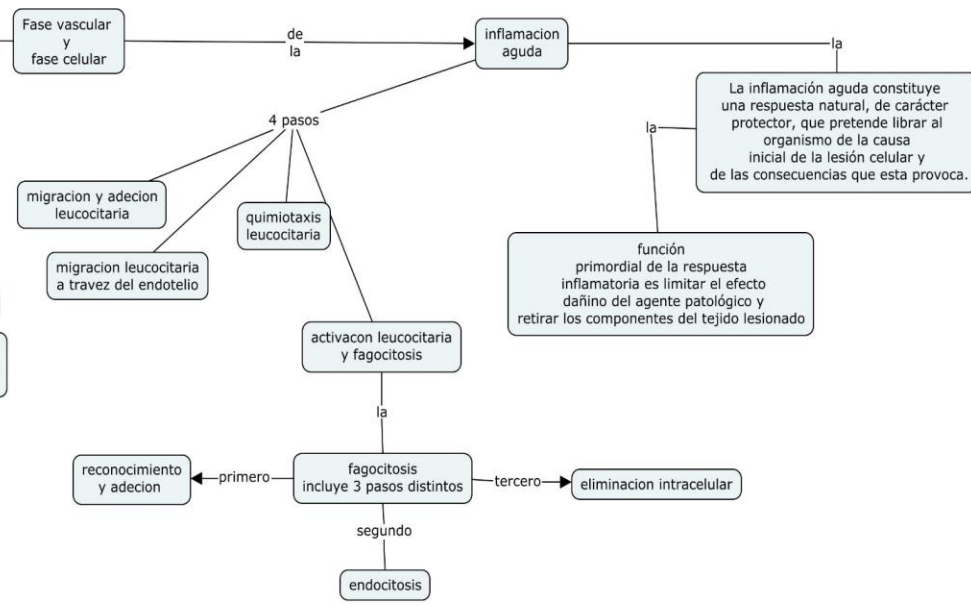 Fase vascular
y
fase celular
de
la
inflamacion
aguda
la
La inflamación aguda constituye
una respuesta natural, de carácter
protector, que pretende librar al
organismo de la causa
inicial de la lesión celular y
de las consecuencias que esta provoca.
la
función
primordial de la respuesta
inflamatoria es limitar el efecto
dañino del agente patológico y
retirar los componentes del tejido lesionado
4 pasos
migracion y adecion
leucocitaria
migracion leucocitaria
a travez del endotelio
quimiotaxis
leucocitaria
activacon leucocitaria
y fagocitosis
la
fagocitosis
incluye 3 pasos distintos
primero
reconocimiento
y adecion
segundo
endocitosis
tercero
eliminacion intracelular